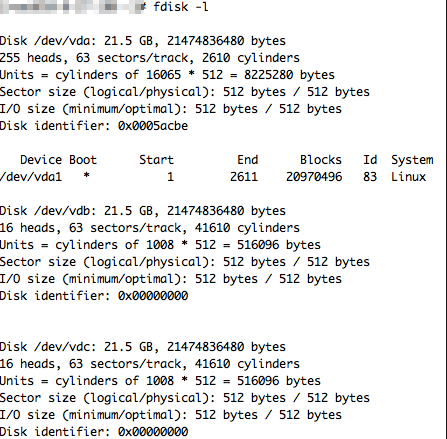 # fdisk -l
Disk /dev/vda: 21.5 GB, 21474836480 bytes
255 heads, 63 sectors/track, 2610 cylinders
Units = cylinders of 16065 * 512 = 8225280 bytes
Sector size (logical/physical): 512 bytes / 512 bytes
I/O size (minimum/optimal): 512 bytes / 512 bytes
Disk identifier: 0x0005acbe
Device Boot Start End Blocks Id System
/dev/vda1 * 1 2611 20970496 83 Linux
Disk /dev/vdb: 21.5 GB, 21474836480 bytes
16 heads, 63 sectors/track, 41610 cylinders
Units = cylinders of 1008 * 512 = 516096 bytes
Sector size (logical/physical): 512 bytes / 512 bytes
I/O size (minimum/optimal): 512 bytes / 512 bytes
Disk identifier: 0x00000000
Disk /dev/vdc: 21.5 GB, 21474836480 bytes
16 heads, 63 sectors/track, 41610 cylinders
Units = cylinders of 1008 * 512 = 516096 bytes
Sector size (logical/physical): 512 bytes / 512 bytes
I/O size (minimum/optimal): 512 bytes / 512 bytes
Disk identifier: 0x00000000